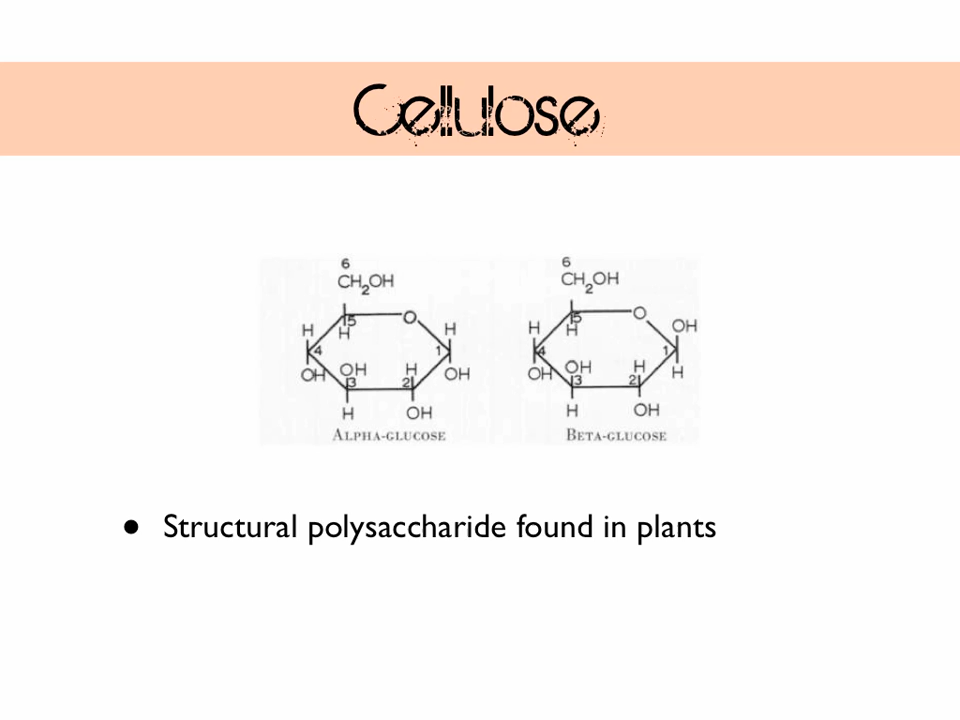 Cellulose
6
CH2OH
5
O
H
H
H
4
1
OH
OH
H
OH
3
2
H
OH
ALPHA-GLUCOSE
6
CH2OH
5
O
H
H
OH
4
1
OH
OH
H
H
3
2
H
OH
BETA-GLUCOSE
• Structural polysaccharide found in plants